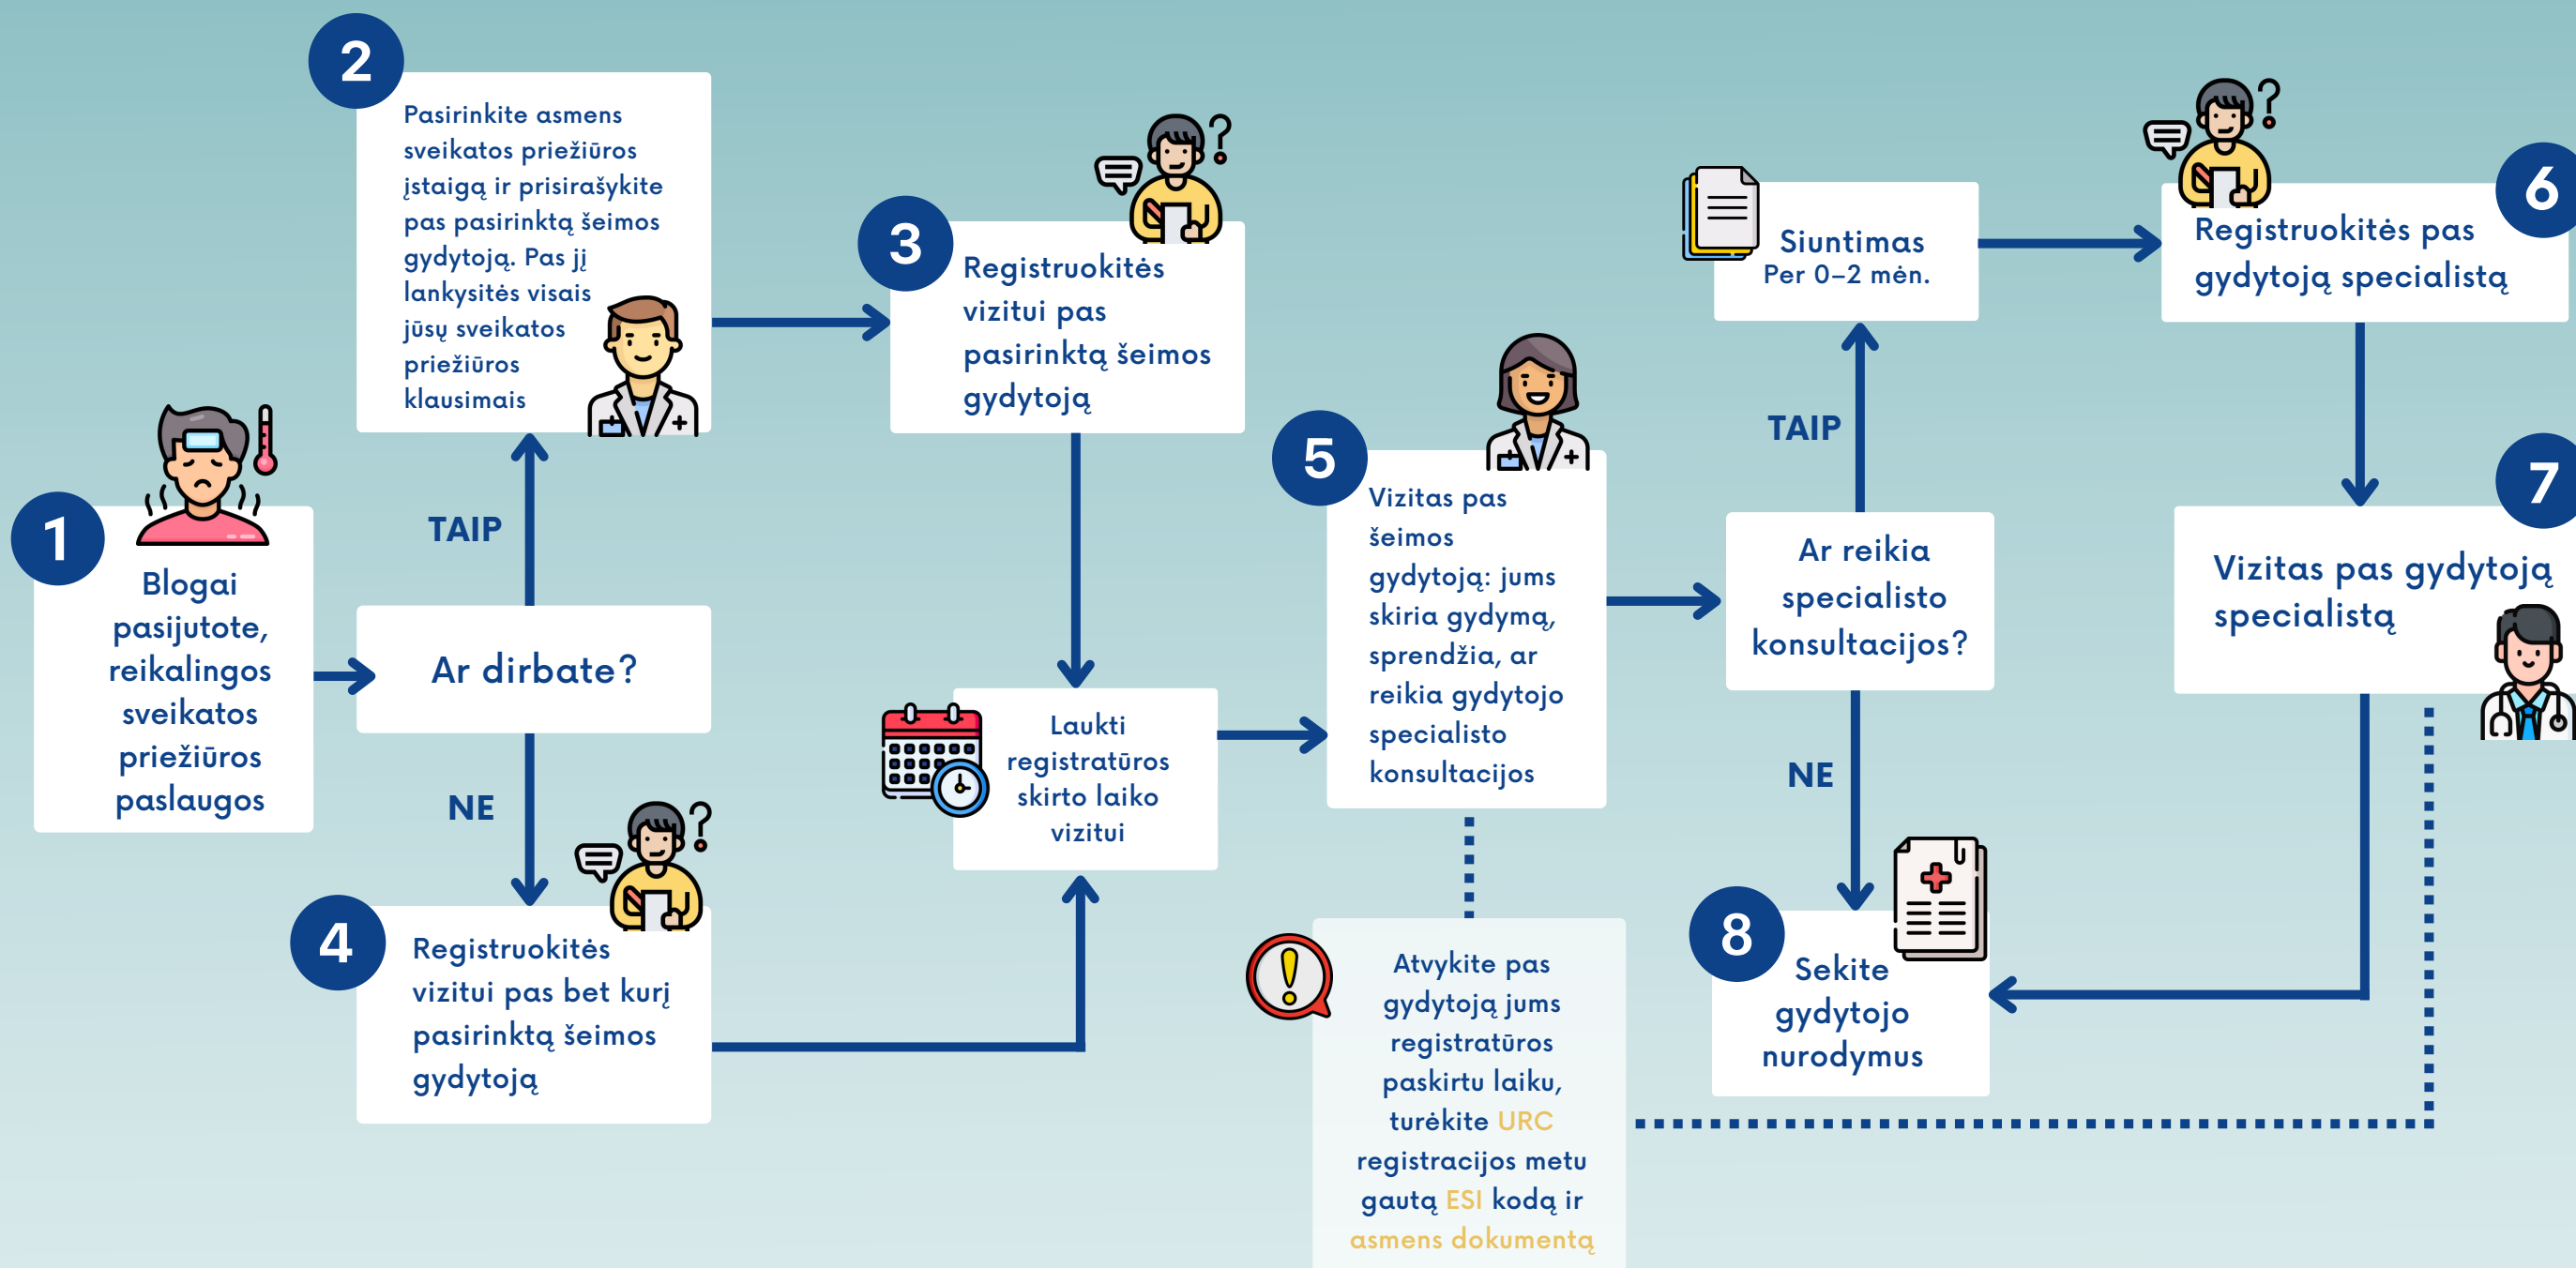 1
Blogai
pasijutote,
reikalingos
sveikatos
priežiūros
paslaugos
Ar dirbate?
TAIP
NE
2
Pasirinkite asmens
sveikatos priežiūros
įstaigą ir prisirašykite
pas pasirinktą šeimos
gydytoją. Pas jį
lankysitės visais
jūsų sveikatos
priežiūros
klausimais
3
Registruokitės
vizitui pas
pasirinktą šeimos
gydytoją
4
Registruokitės
vizitui pas bet kurį
pasirinktą šeimos
gydytoją
Laukti
registratūros
skirto laiko
vizitui
5
Vizitas pas
šeimos
gydytoją: jums
skiria gydymą,
sprendžia, ar
reikia gydytojo
specialisto
konsultacijos
Atvykite pas
gydytoją jums
registratūros
paskirtu laiku,
turėkite URC
registracijos metu
gautą ESI kodą ir
asmens dokumentą
Ar reikia
specialisto
konsultacijos?
TAIP
NE
Siuntimas
Per 0–2 mėn.
6
Registruokitės pas
gydytoją specialistą
7
Vizitas pas gydytoją
specialistą
8
Sekite
gydytojo
nurodymus